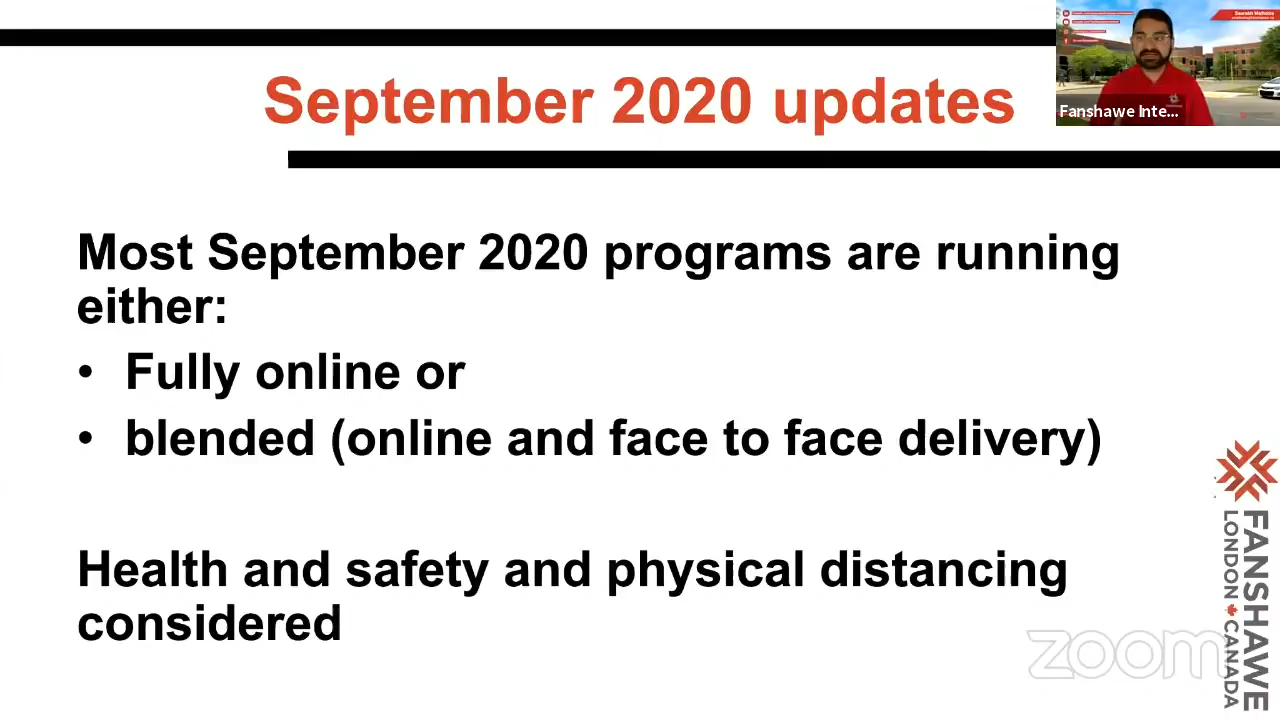 September 2020 updates
Fanshawe Inte...
Most September 2020 programs are running
either:
• Fully online or
• blended (online and face to face delivery)
Health and safety and physical distancing
considered
FANSHAWE
LONDON CANADA
zoom